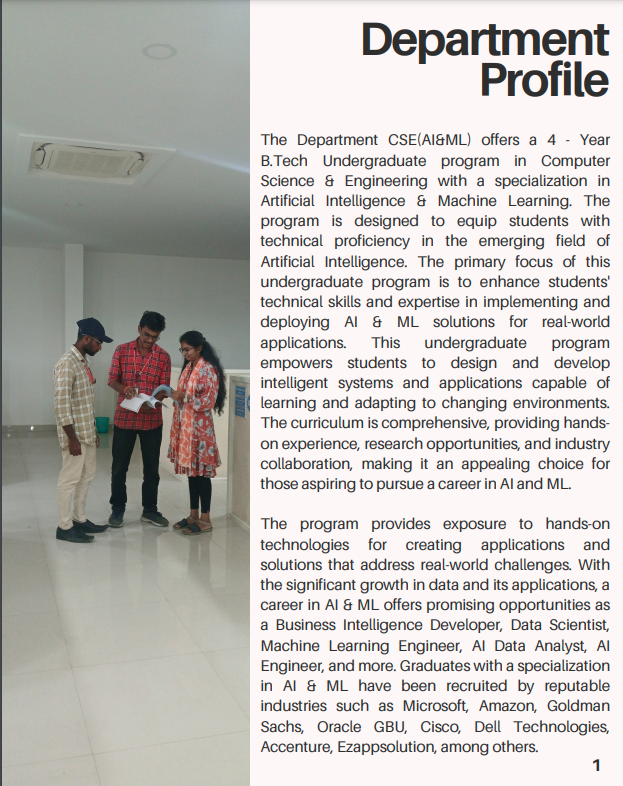 Department
Profile
The Department CSE(AI&ML) offers a 4 - Year
B.Tech Undergraduate program in Computer
Science & Engineering with a specialization in
Artificial Intelligence & Machine Learning. The
program is designed to equip students with
technical proficiency in the emerging field of
Artificial Intelligence. The primary focus of this
undergraduate program is to enhance students'
technical skills and expertise in implementing and
deploying AI & ML solutions for real-world
applications. This undergraduate program
empowers students to design and develop
intelligent systems and applications capable of
learning and adapting to changing environments.
The curriculum is comprehensive, providing hands-
on experience, research opportunities, and industry
collaboration, making it an appealing choice for
those aspiring to pursue a career in AI and ML.
The program provides exposure to hands-on
technologies for creating applications and
solutions that address real-world challenges. With
the significant growth in data and its applications, a
career in AI & ML offers promising opportunities as
a Business Intelligence Developer, Data Scientist,
Machine Learning Engineer, AI Data Analyst, AI
Engineer, and more. Graduates with a specialization
in AI & ML have been recruited by reputable
industries such as Microsoft, Amazon, Goldman
Sachs, Oracle GBU, Cisco, Dell Technologies,
Accenture, Ezappsolution, among others.
1